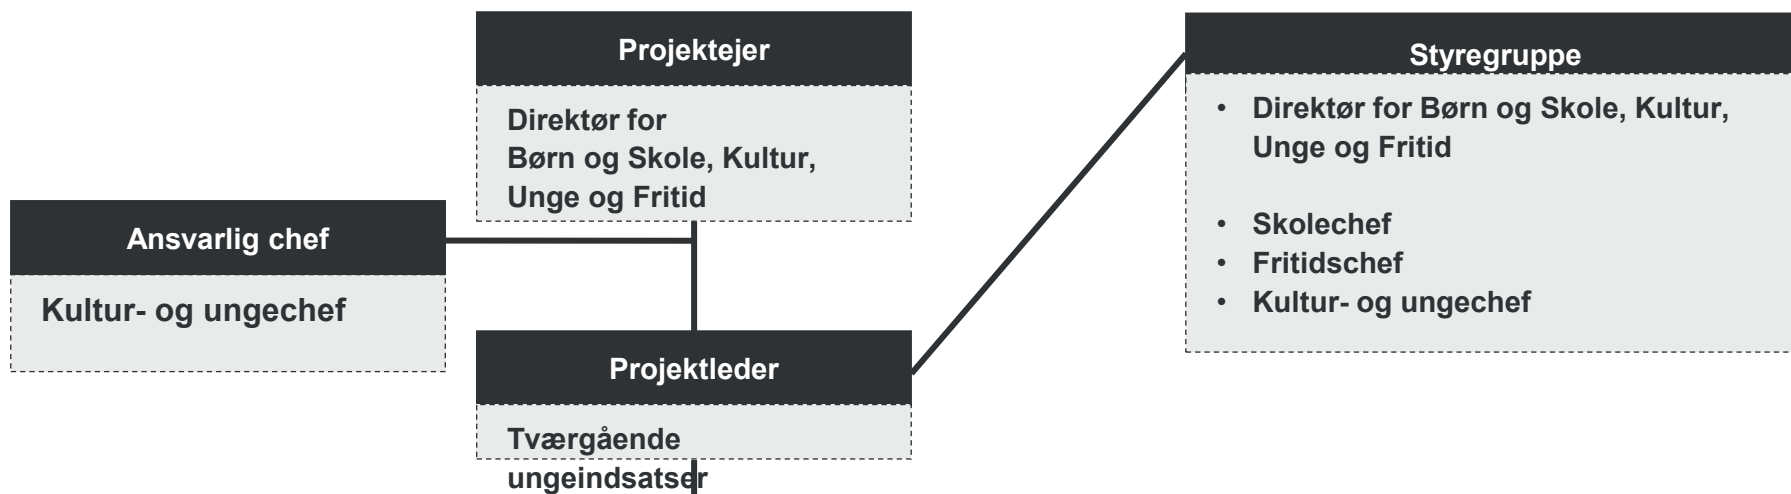 Projektejer
Direktør for
Børn og Skole, Kultur,
Unge og Fritid
Ansvarlig chef
Kultur- og ungechef
Projektleder
Tværgående
ungeindsatser
Styregruppe
• Direktør for Børn og Skole, Kultur,
Unge og Fritid
• Skolechef
• Fritidschef
• Kultur- og ungechef